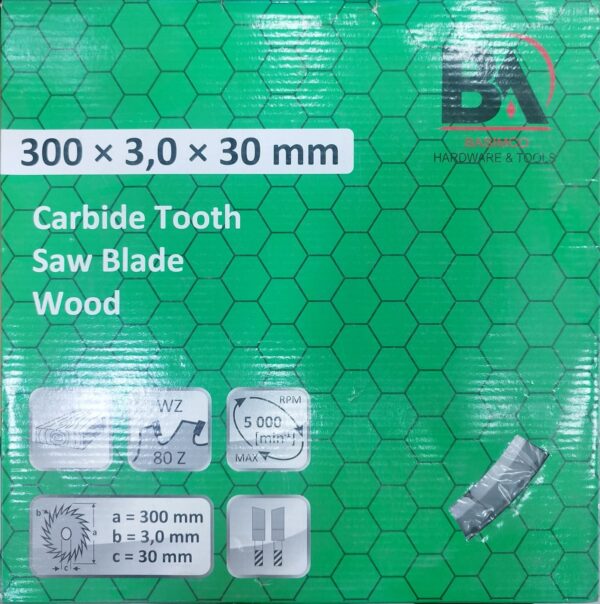 BA
BASIMCO
HARDWARE & TOOLS
300 × 3,0 × 30 mm
Carbide Tooth
Saw Blade
Wood
WZ
80 Z
RPM
5 000
[min⁻¹]
MAX
b
a
c
a = 300 mm
b = 3,0 mm
c = 30 mm